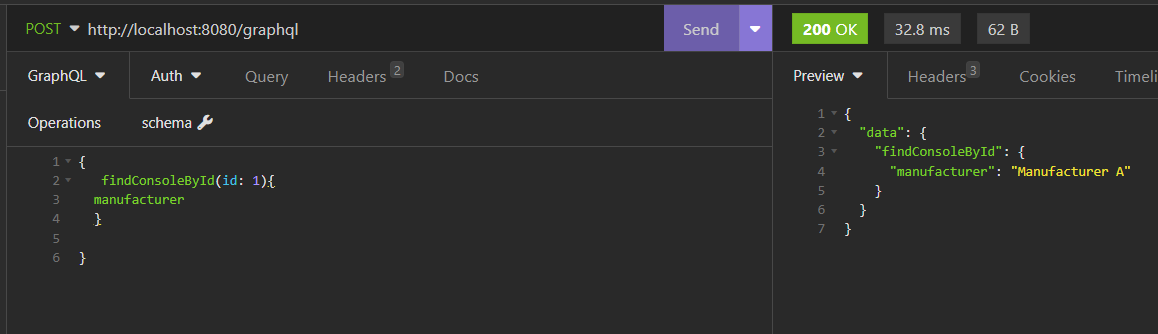 POST http://localhost:8080/graphql Send 200 OK 32.8 ms 62 B
GraphQL Auth Query Headers 2 Docs Preview Headers 3 Cookies Timeli
Operations schema
1 {
2 findConsoleById(id: 1){
3 manufacturer
4 }
5
6 }
1 {
2 "data": {
3 "findConsoleById": {
4 "manufacturer": "Manufacturer A"
5 }
6 }
7 }